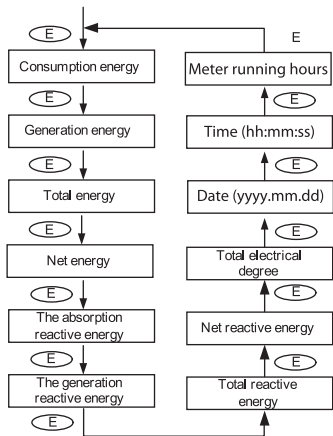 E
Consumption energy
E
Generation energy
E
Total energy
E
Net energy
E
The absorption
reactive energy
E
The generation
reactive energy
E
E
Meter running hours
E
Time (hh:mm:ss)
E
Date (yyyy.mm.dd)
E
Total electrical
degree
E
Net reactive energy
E
Total reactive
energy